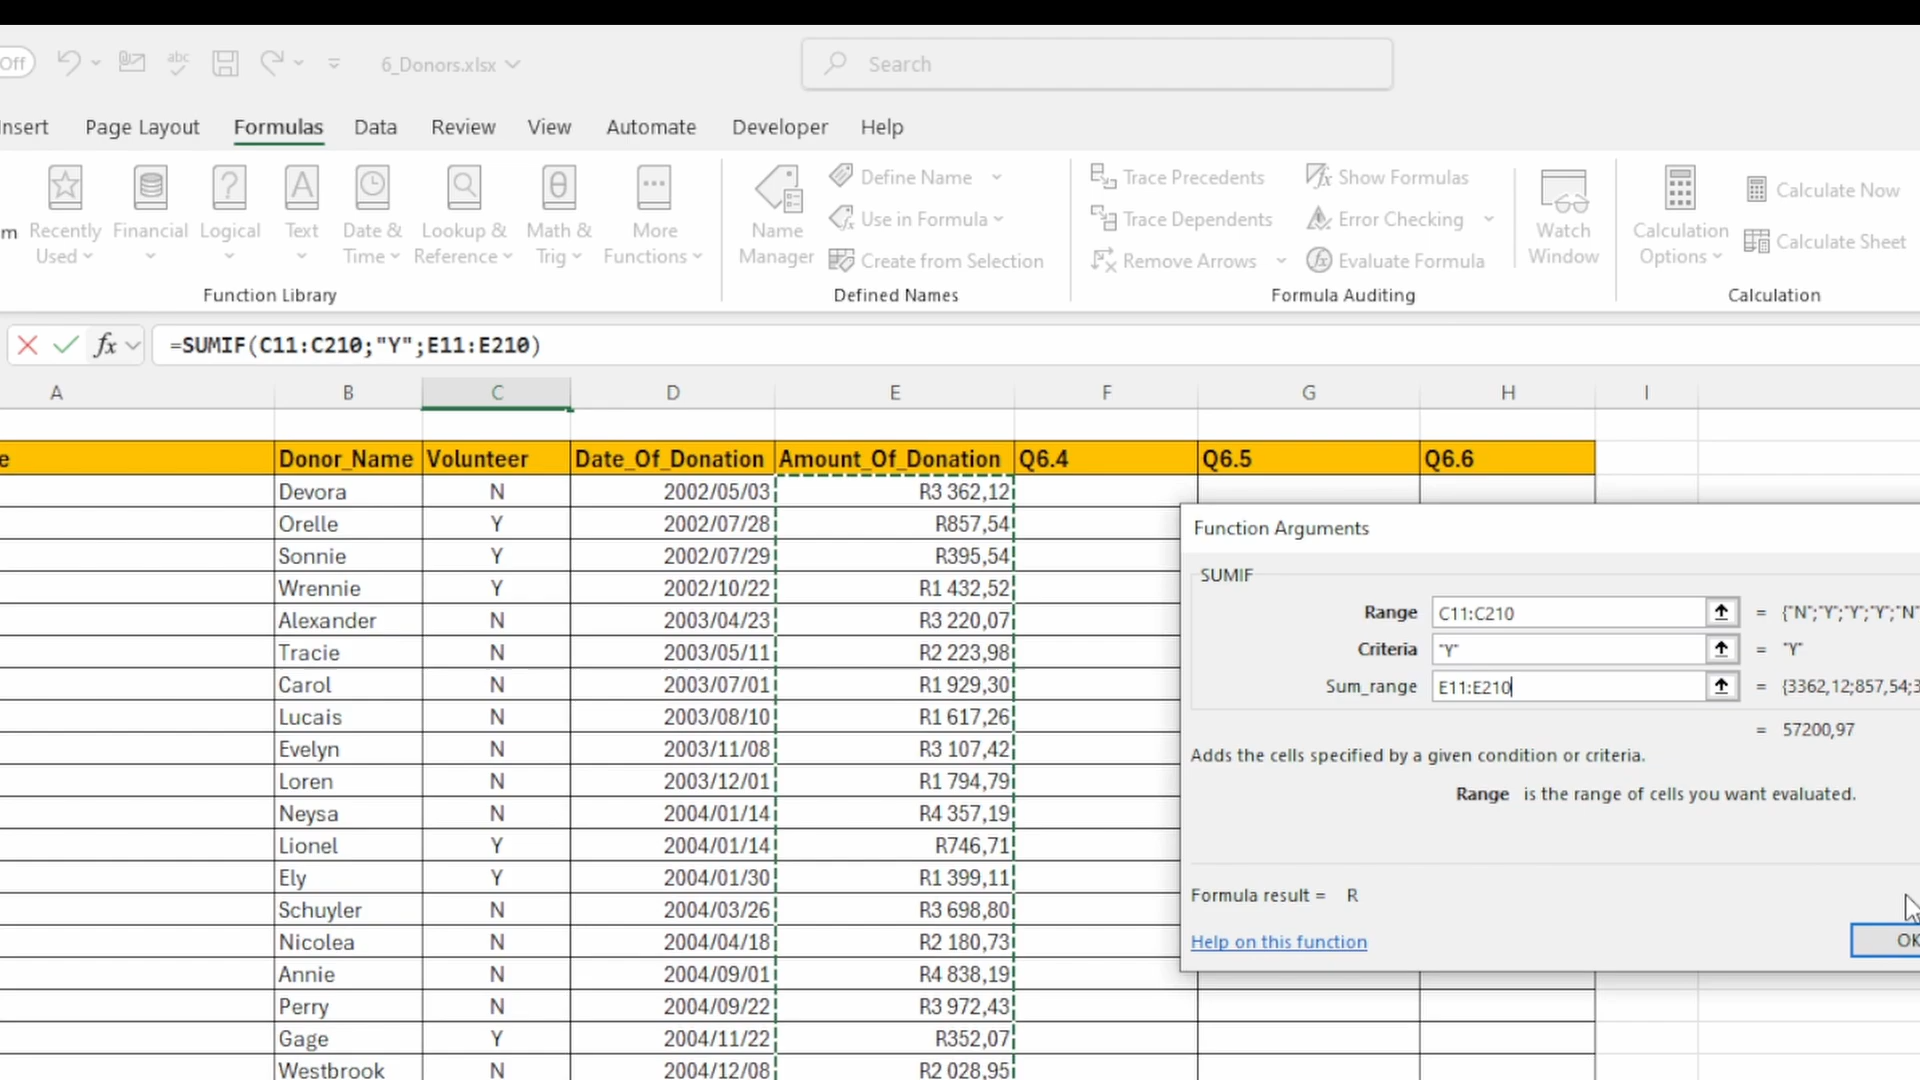 Off
abc
6_Donors.xlsx
Search
Insert Page Layout Formulas Data Review View Automate Developer Help
Recently Used
Financial
Logical
Text
Date & Time
Lookup & Reference
Math & Trig
More Functions
Function Library
Name Manager
Define Name
Use in Formula
Create from Selection
Defined Names
Trace Precedents
Trace Dependents
Remove Arrows
Show Formulas
Error Checking
Evaluate Formula
Formula Auditing
Watch Window
Calculation Options
Calculate Now
Calculate Sheet
Calculation
fx =SUMIF(C11:C210;"Y";E11:E210)
A B C D E F G H I
e Donor_Name Volunteer Date_Of_Donation Amount_Of_Donation Q6.4 Q6.5 Q6.6
Devora N 2002/05/03 R3 362,12
Orelle Y 2002/07/28 R857,54
Sonnie Y 2002/07/29 R395,54
Wrennie Y 2002/10/22 R1 432,52
Alexander N 2003/04/23 R3 220,07
Tracie N 2003/05/11 R2 223,98
Carol N 2003/07/01 R1 929,30
Lucais N 2003/08/10 R1 617,26
Evelyn N 2003/11/08 R3 107,42
Loren N 2003/12/01 R1 794,79
Neysa N 2004/01/14 R4 357,19
Lionel Y 2004/01/14 R746,71
Ely Y 2004/01/30 R1 399,11
Schuyler N 2004/03/26 R3 698,80
Nicolea N 2004/04/18 R2 180,73
Annie N 2004/09/01 R4 838,19
Perry N 2004/09/22 R3 972,43
Gage Y 2004/11/22 R352,07
Westbrook N 2004/12/08 R2 028,95
Function Arguments
SUMIF
Range C11:C210 = {"N";"Y";"Y";"Y";"N"
Criteria "Y" = "Y"
Sum_range E11:E210 = {3362,12;857,54;3
= 57200,97
Adds the cells specified by a given condition or criteria.
Range is the range of cells you want evaluated.
Formula result = R
Help on this function
OK